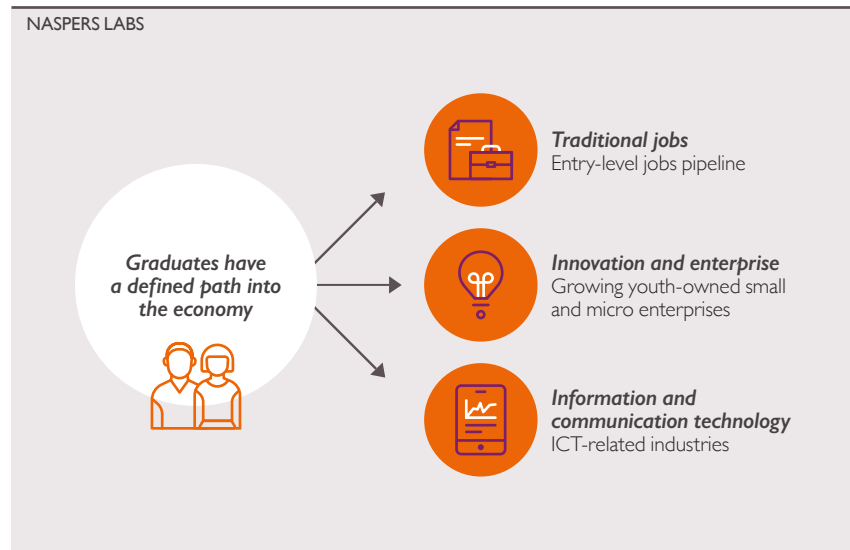 NASPERS LABS
Graduates have
a defined path into
the economy
Traditional jobs
Entry-level jobs pipeline
Innovation and enterprise
Growing youth-owned small
and micro enterprises
Information and
communication technology
ICT-related industries